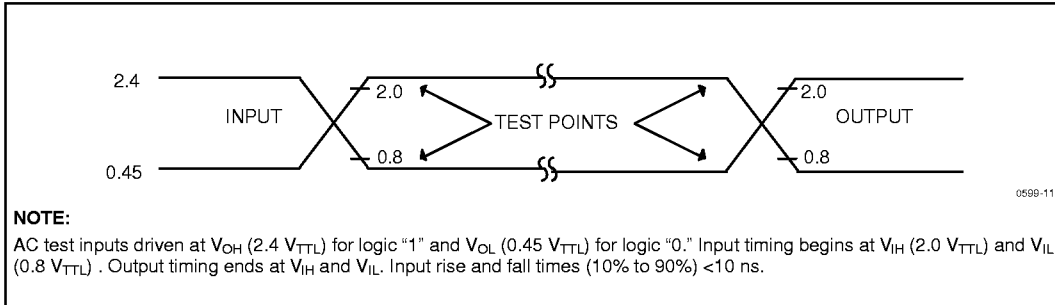 2.4
2.0
2.0
INPUT
TEST POINTS
OUTPUT
0.8
0.8
0.45
0599-11
NOTE:
AC test inputs driven at VOH (2.4 VTTL) for logic “1” and VOL (0.45 VTTL) for logic “0.” Input timing begins at VIH (2.0 VTTL) and VIL
(0.8 VTTL) . Output timing ends at VIH and VIL. Input rise and fall times (10% to 90%) <10 ns.